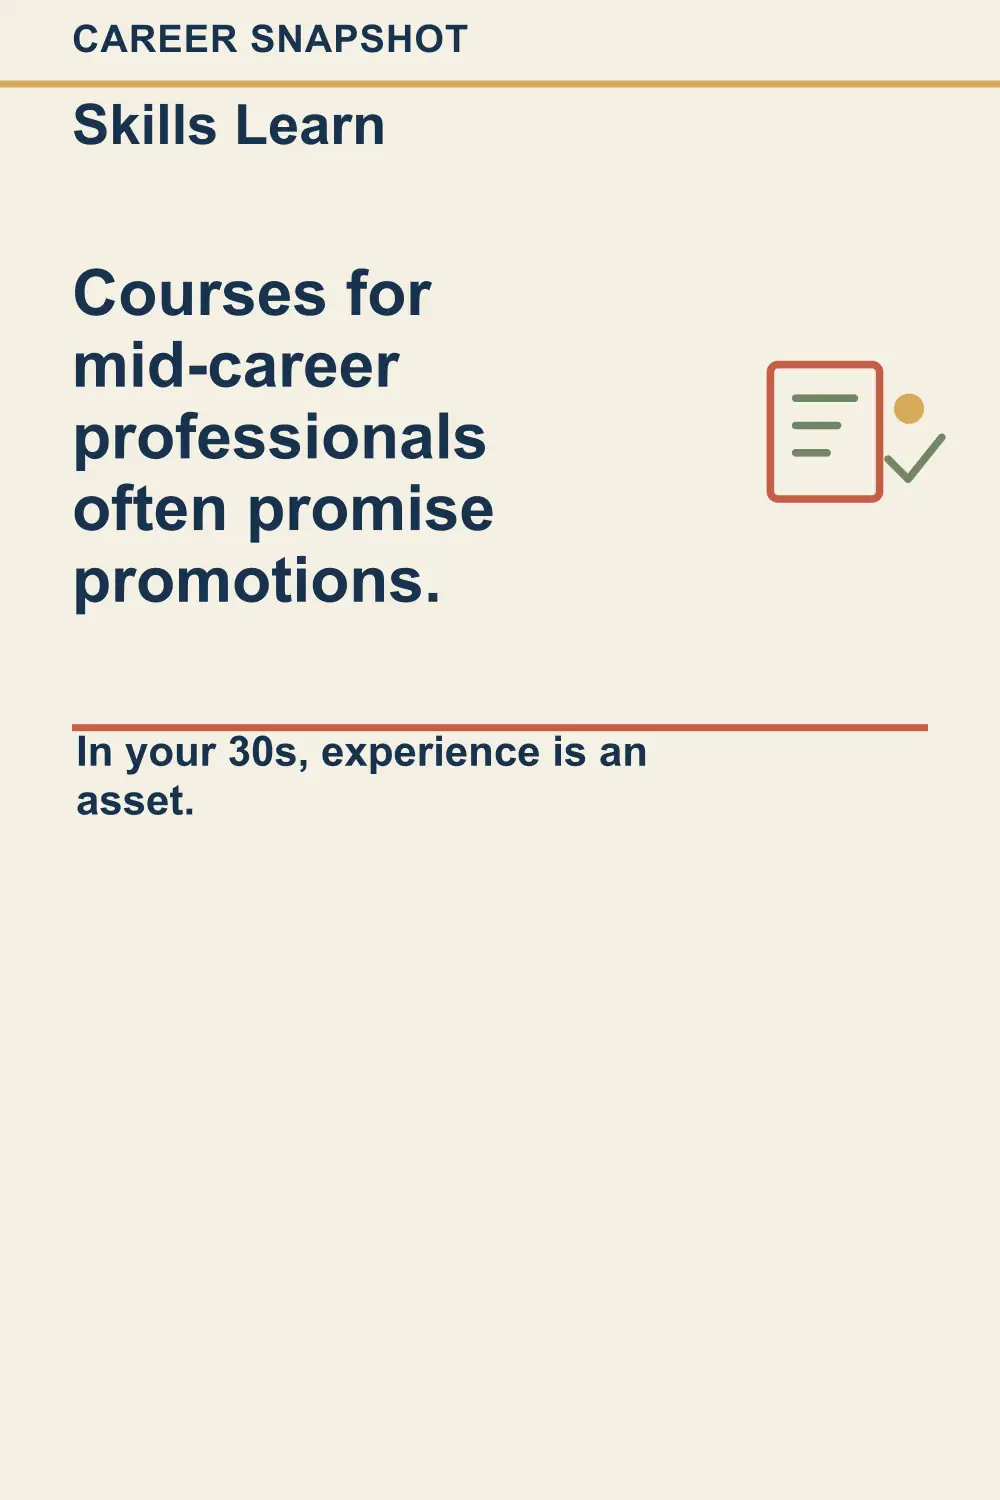 CAREER SNAPSHOT
Skills Learn
Courses for
mid-career
professionals
often promise
promotions.
In your 30s, experience is an
asset.